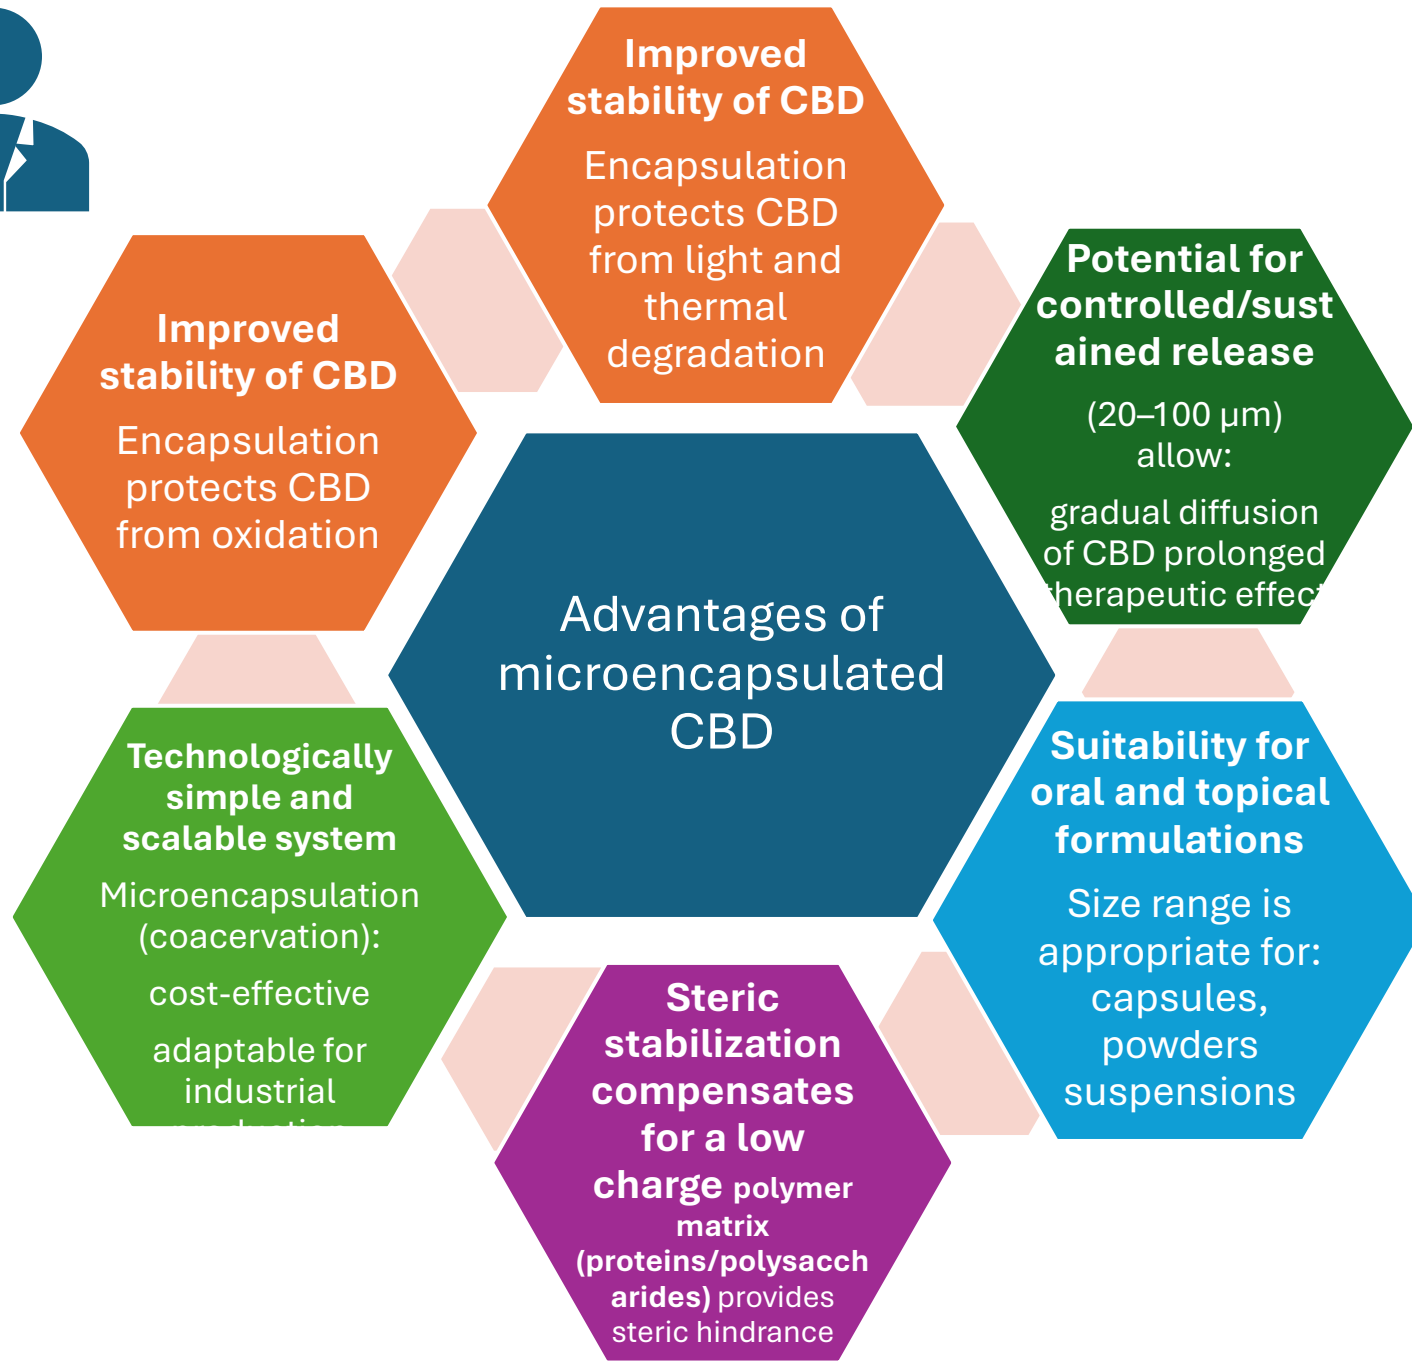 Improved
stability of CBD
Encapsulation
protects CBD
from light and
thermal
degradation
Potential for
controlled/sust
ained release
(20–100 µm)
allow:
gradual diffusion
of CBD prolonged
therapeutic effect
Suitability for
oral and topical
formulations
Size range is
appropriate for:
capsules,
powders
suspensions
Steric
stabilization
compensates
for a low
charge polymer
matrix
(proteins/polysacch
arides) provides
steric hindrance
Technologically
simple and
scalable system
Microencapsulation
(coacervation):
cost-effective
adaptable for
industrial
production
Improved
stability of CBD
Encapsulation
protects CBD
from oxidation
Advantages of
microencapsulated
CBD